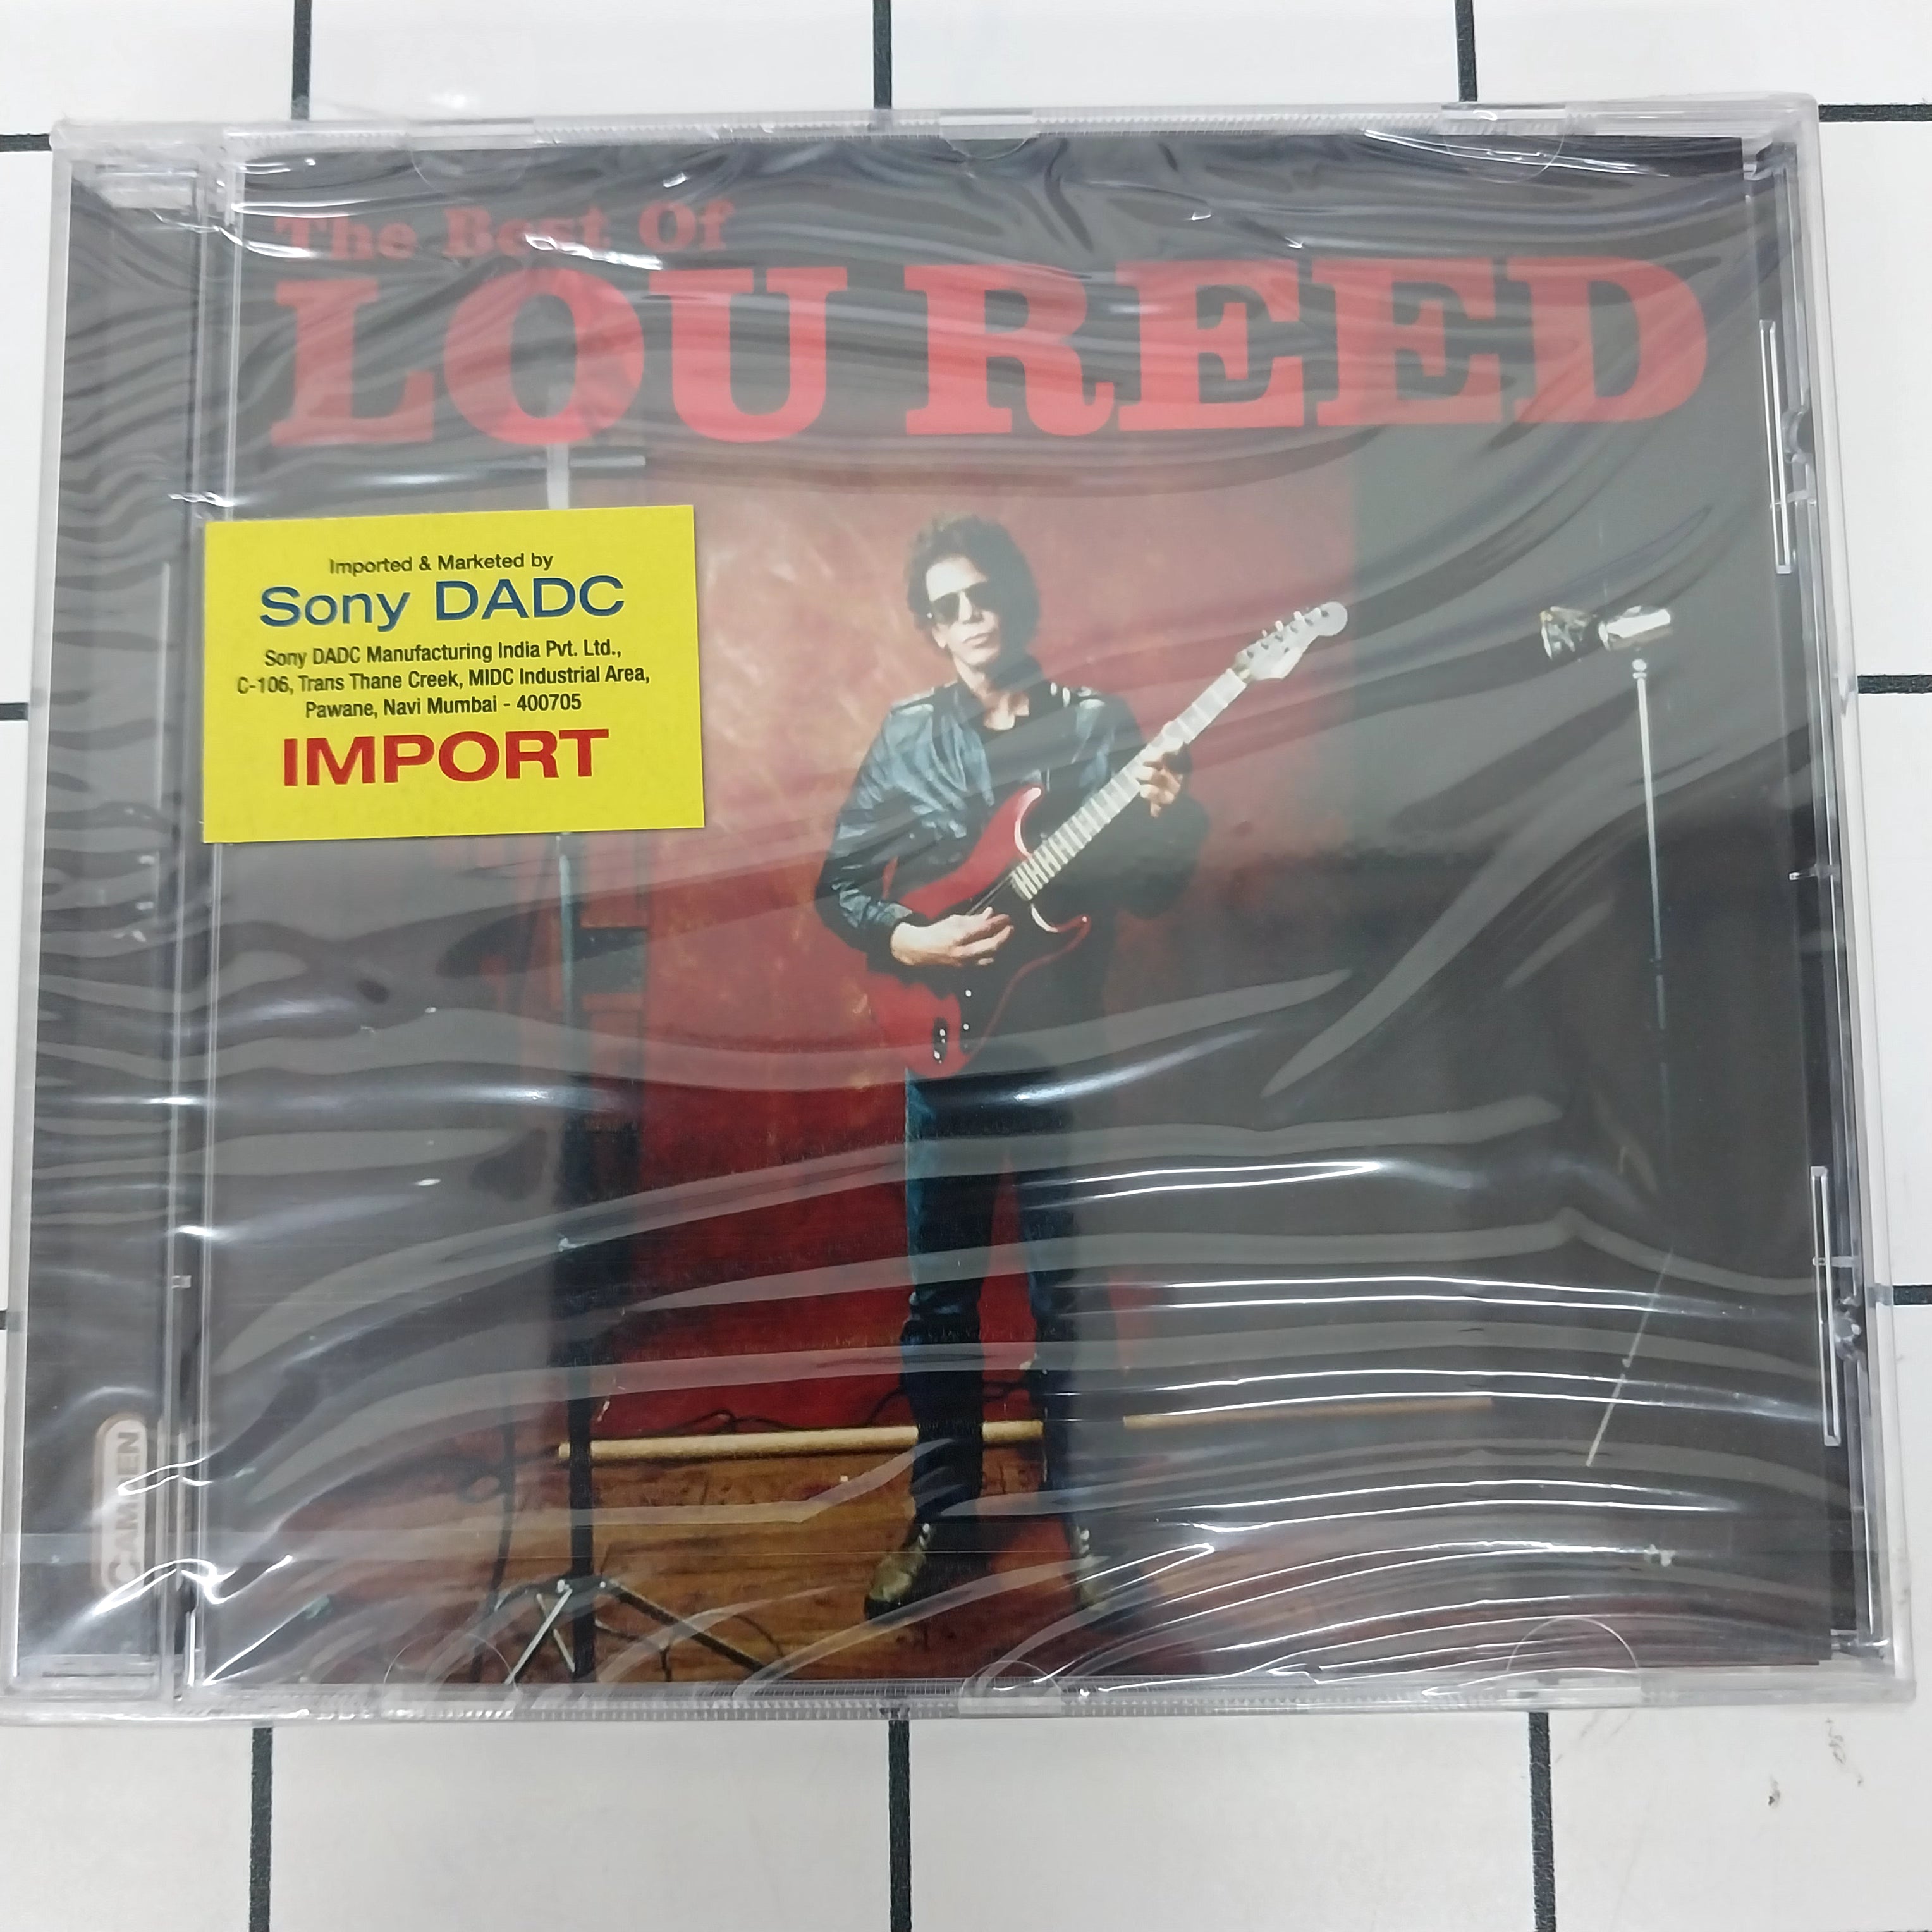 The Best Of
LOU REED
Imported & Marketed by
Sony DADC
Sony DADC Manufacturing India Pvt. Ltd.,
C-106, Trans Thane Creek, MIDC Industrial Area,
Pawane, Navi Mumbai - 400705
IMPORT
CAMDEN